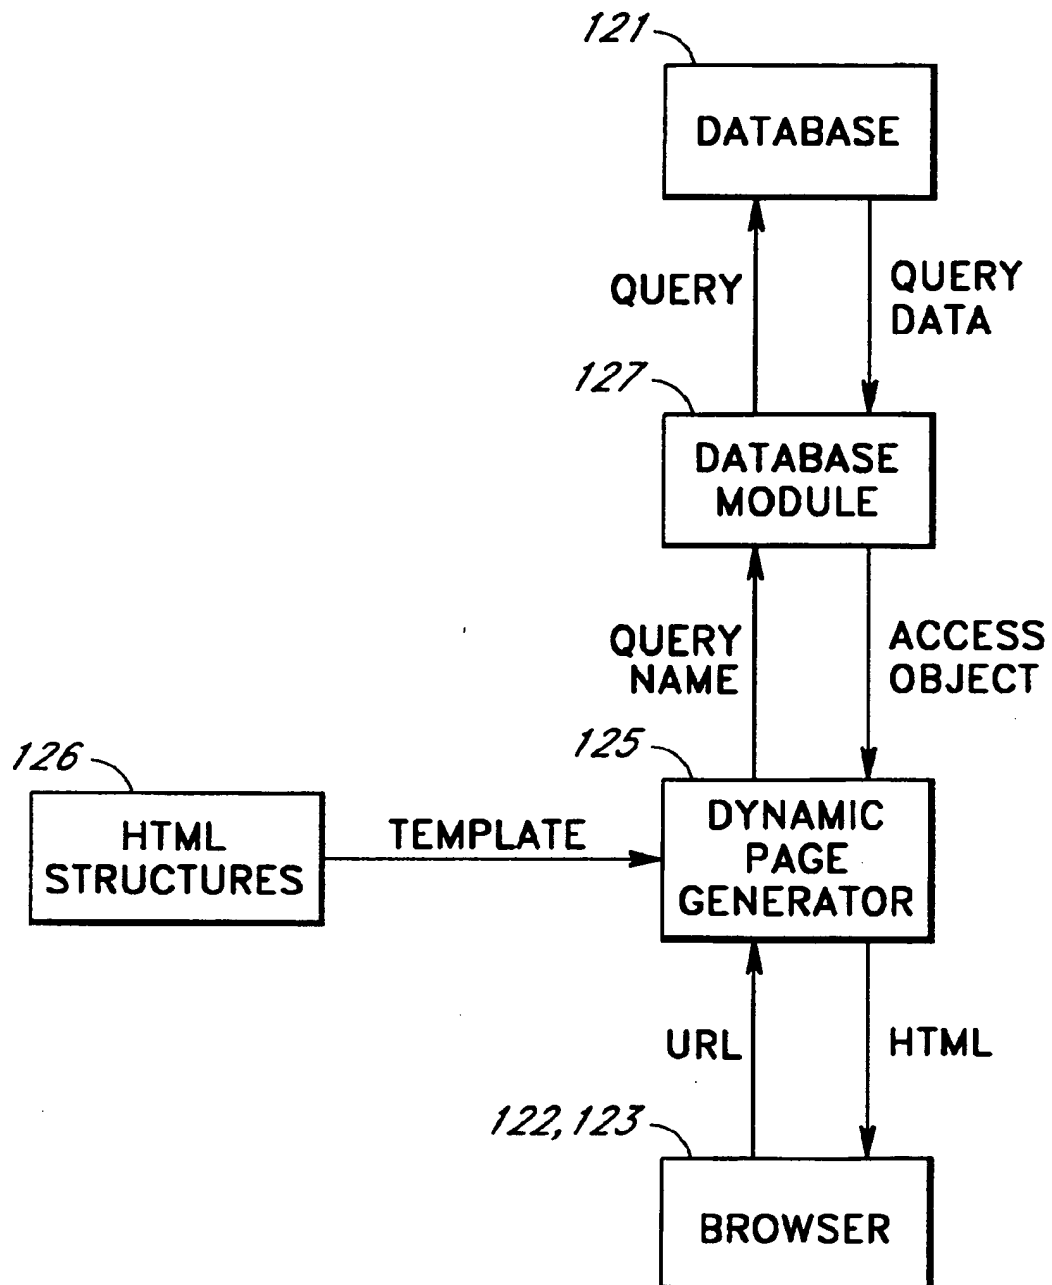 121
DATABASE
QUERY
QUERY
DATA
127
DATABASE
MODULE
QUERY
NAME
ACCESS
OBJECT
126
HTML
STRUCTURES
TEMPLATE
125
DYNAMIC
PAGE
GENERATOR
URL
HTML
122, 123
BROWSER